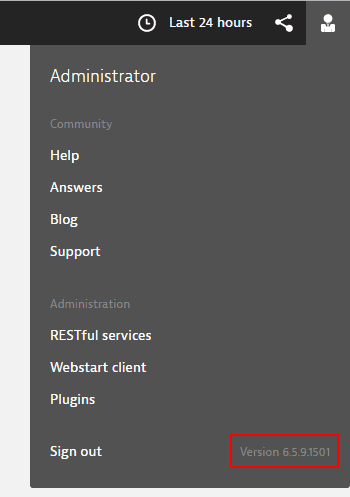 Last 24 hours
Administrator
Community
Help
Answers
Blog
Support
Administration
RESTful services
Webstart client
Plugins
Sign out Version 6.5.9.1501